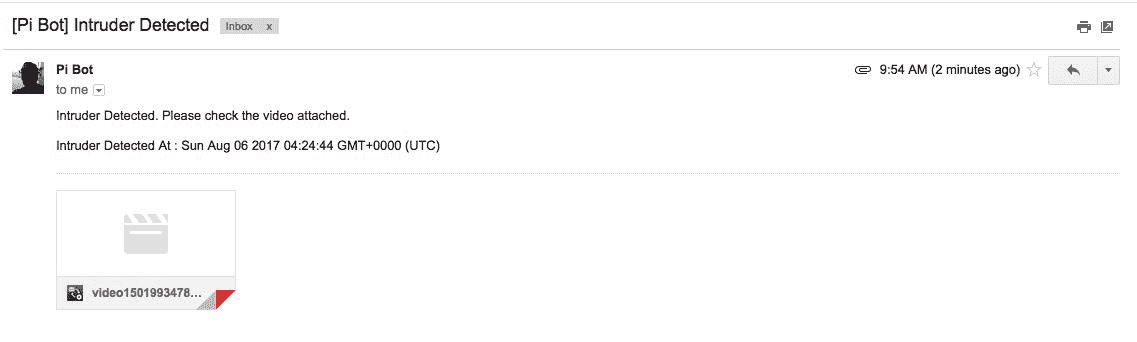 [Pi Bot] Intruder Detected Inbox x
Pi Bot 9:54 AM (2 minutes ago)
to me
Intruder Detected. Please check the video attached.
Intruder Detected At : Sun Aug 06 2017 04:24:44 GMT+0000 (UTC)
video1501993478...